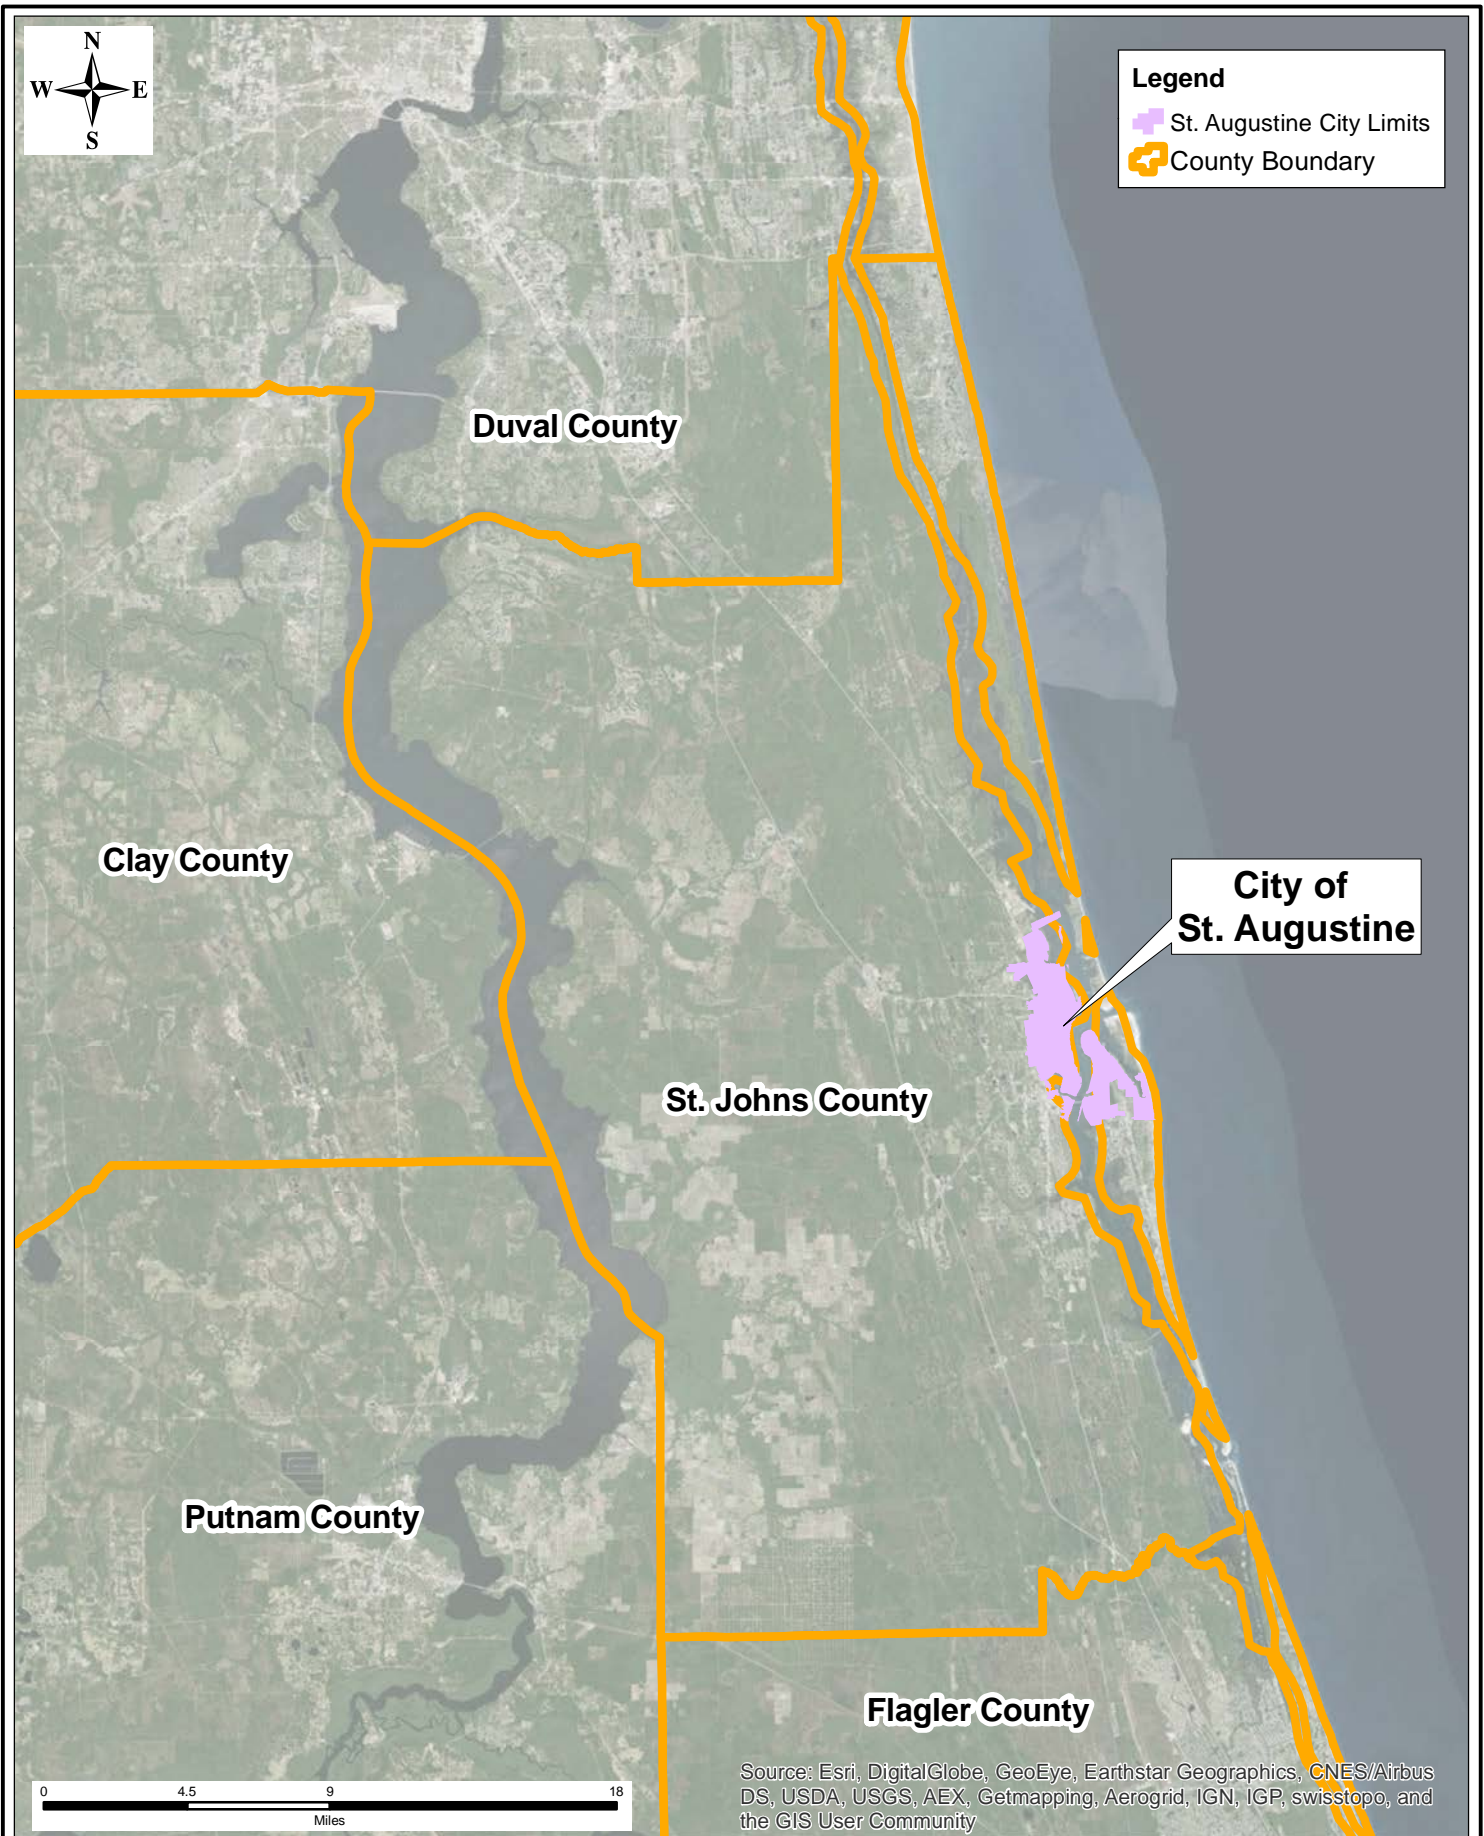 N
W E
S
Legend
St. Augustine City Limits
County Boundary
Duval County
Clay County
City of
St. Augustine
St. Johns County
Putnam County
Flagler County
0 4.5 9 18
Miles
Source: Esri, DigitalGlobe, GeoEye, Earthstar Geographics, CNES/Airbus
DS, USDA, USGS, AEX, Getmapping, Aerogrid, IGN, IGP, swisstopo, and
the GIS User Community